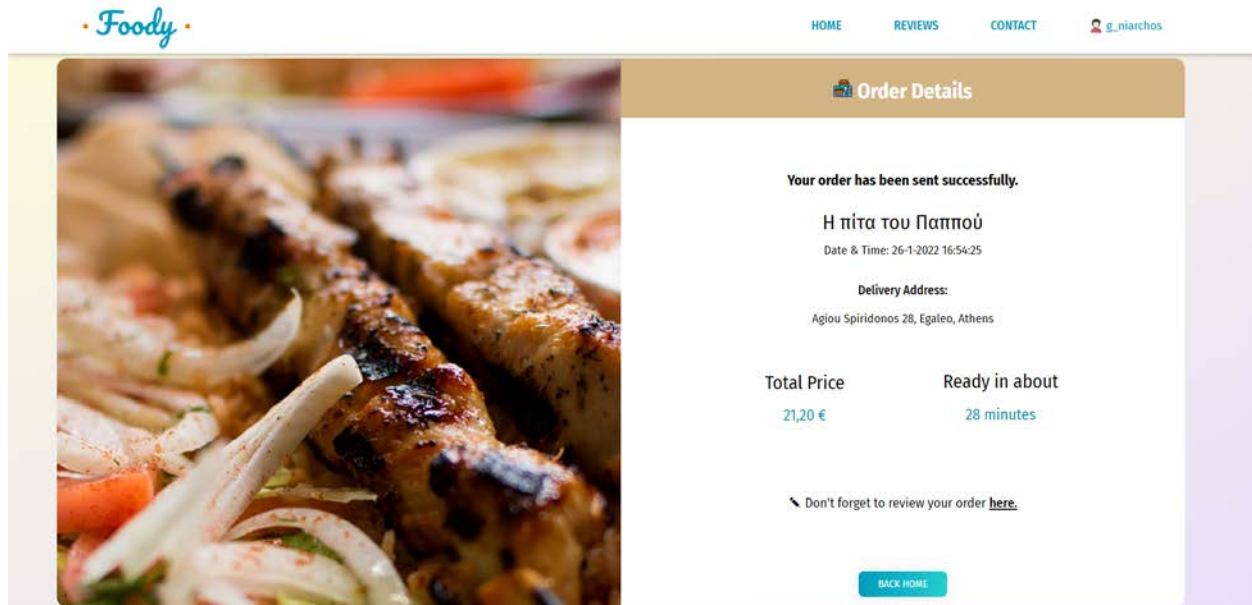 · Foody ·
HOME REVIEWS CONTACT g_niarchos
Order Details
Your order has been sent successfully.
Η πίτα του Παππού
Date & Time: 26-1-2022 16:54:25
Delivery Address:
Agiou Spiridonos 28, Egaleo, Athens
Total Price Ready in about
21,20 € 28 minutes
Don't forget to review your order here.
BACK HOME